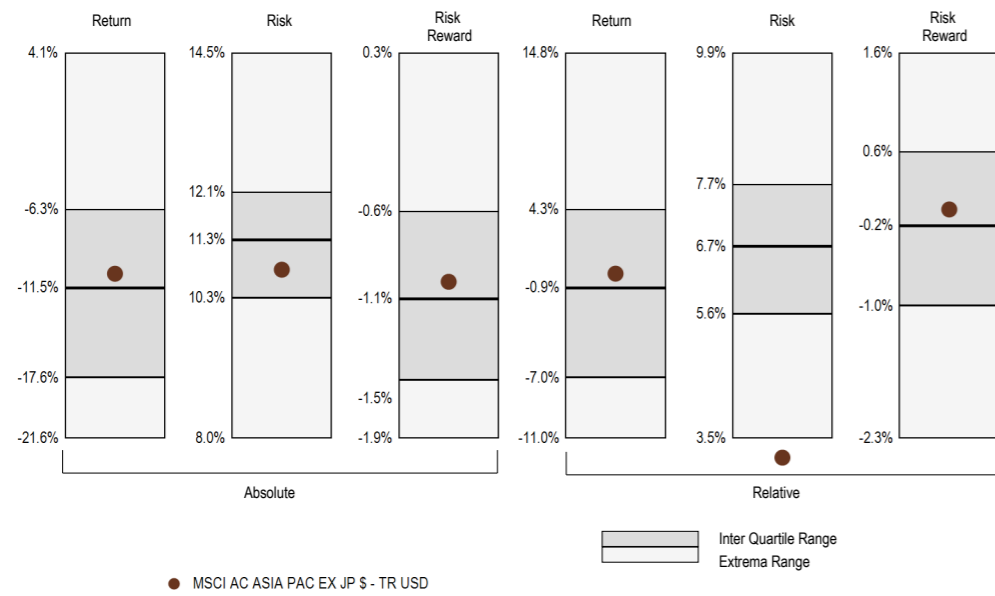 Return
Risk
Risk
Reward
Return
Risk
Risk
Reward
4.1%
14.5%
0.3%
14.8%
9.9%
1.6%
-6.3%
12.1%
-0.6%
4.3%
7.7%
0.6%
-11.5%
11.3%
-1.1%
-0.9%
6.7%
-0.2%
-17.6%
10.3%
-1.5%
-7.0%
5.6%
-1.0%
-21.6%
8.0%
-1.9%
-11.0%
3.5%
-2.3%
Absolute
Relative
Inter Quartile Range
Extrema Range
MSCI AC ASIA PAC EX JP $ - TR USD